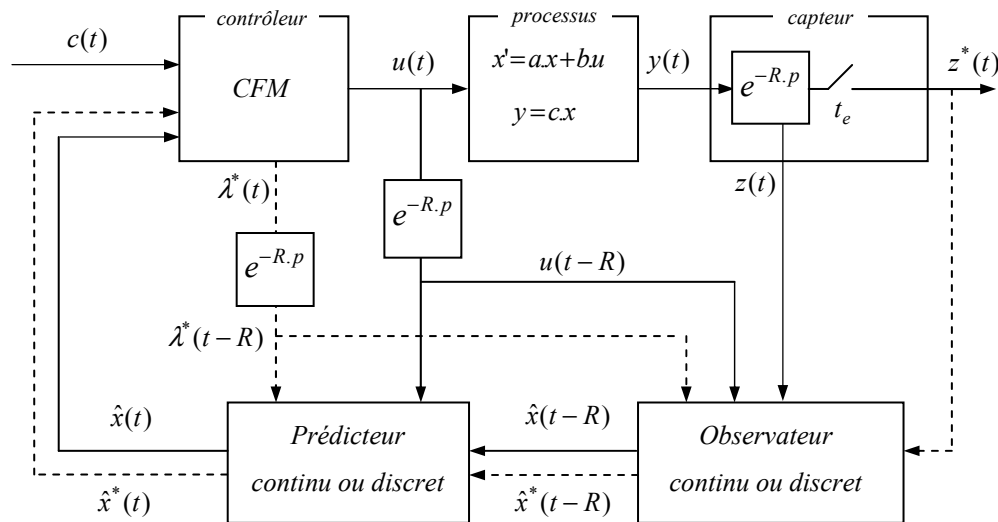 contrôleur
processus
capteur
c(t)
CFM
u(t)
x'=a.x+b.u
y=c.x
y(t)
e^{-R.p}
t_e
z^*(t)
λ^*(t)
e^{-R.p}
z(t)
e^{-R.p}
u(t-R)
λ^*(t-R)
x̂(t)
Prédicteur
continu ou discret
x̂(t-R)
Observateur
continu ou discret
x̂^*(t)
x̂^*(t-R)